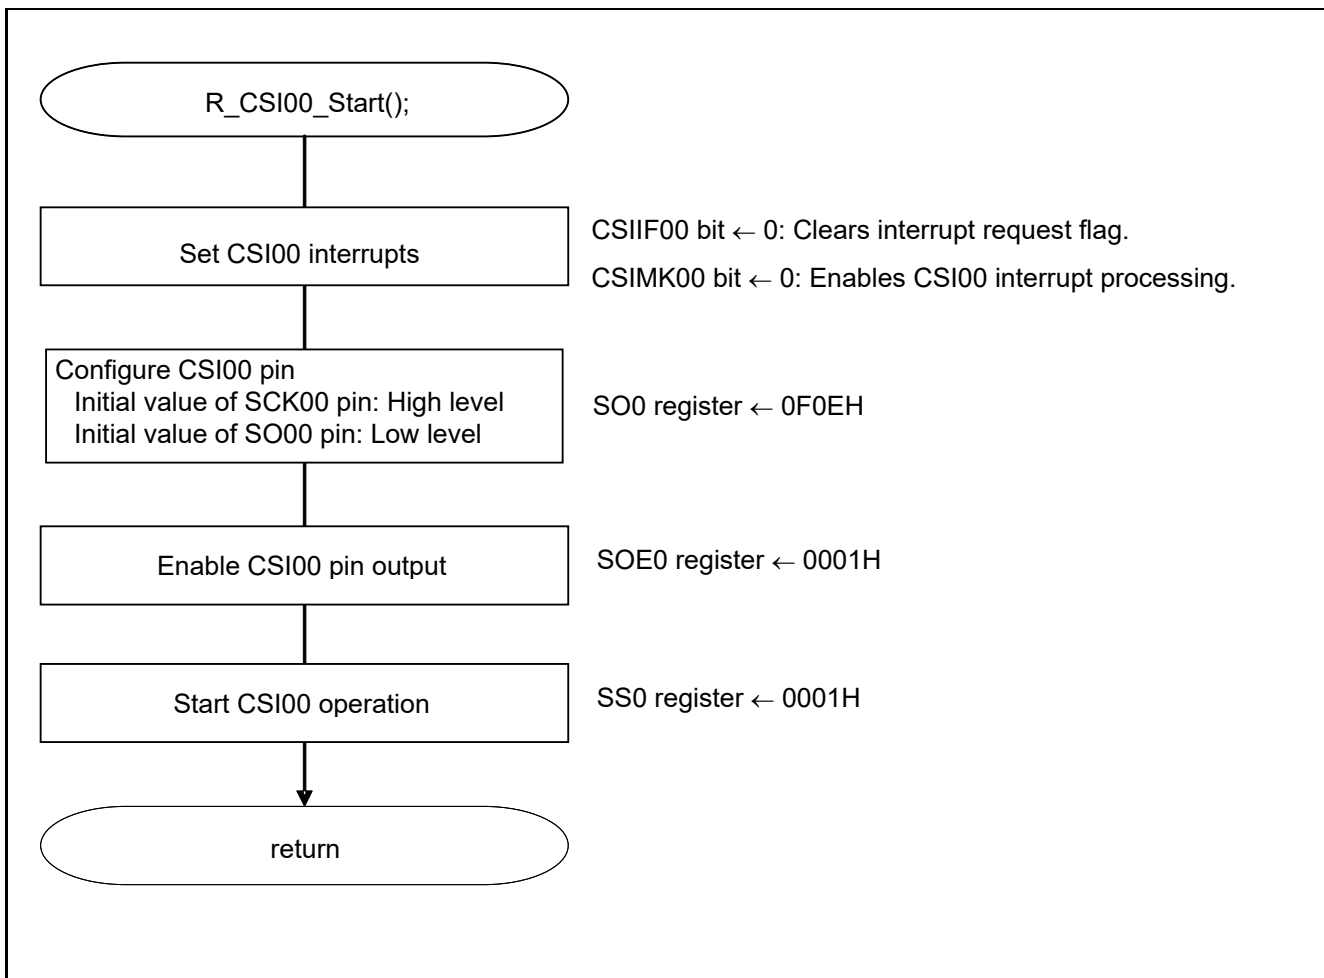 R_CSI00_Start();
Set CSI00 interrupts
CSIIF00 bit ← 0: Clears interrupt request flag.
CSIMK00 bit ← 0: Enables CSI00 interrupt processing.
Configure CSI00 pin
Initial value of SCK00 pin: High level
Initial value of SO00 pin: Low level
SO0 register ← 0F0EH
Enable CSI00 pin output
SOE0 register ← 0001H
Start CSI00 operation
SS0 register ← 0001H
return